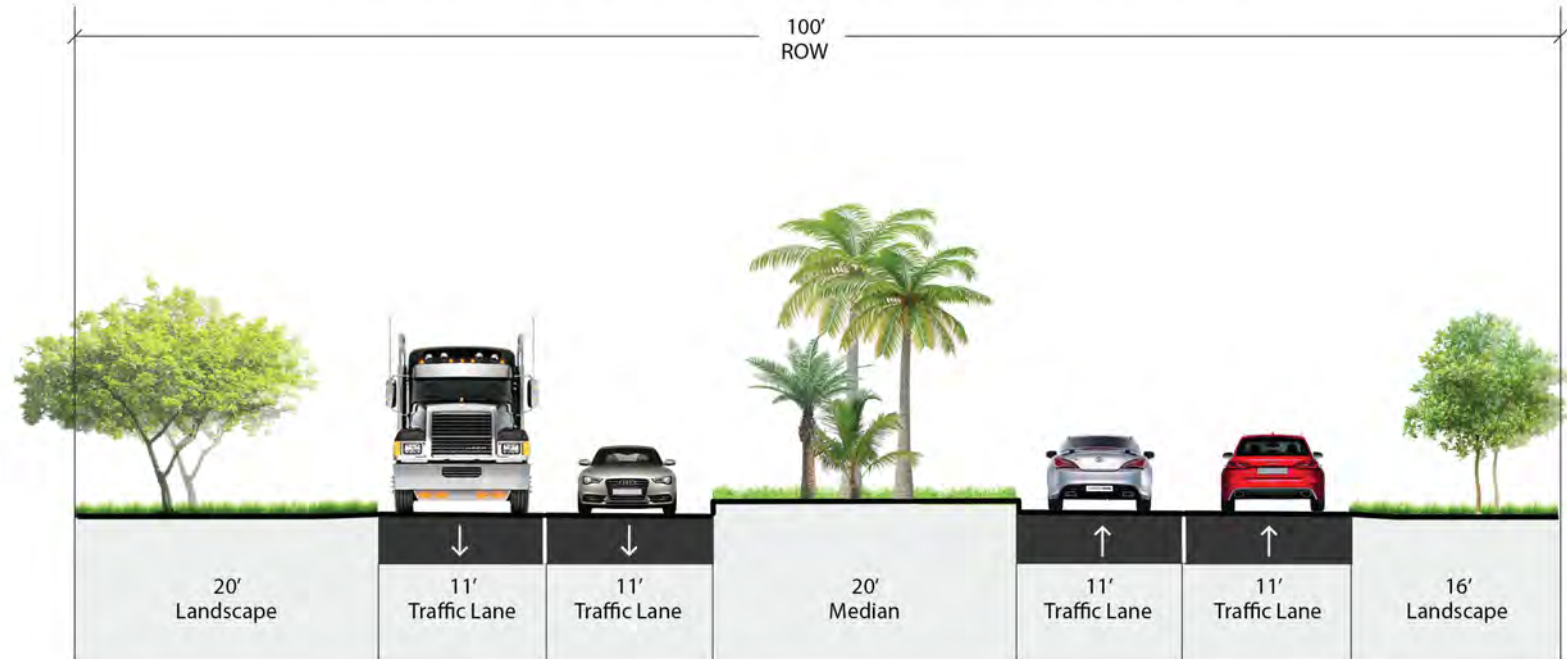 100′
ROW
20′
Landscape
11′
Traffic Lane
11′
Traffic Lane
20′
Median
11′
Traffic Lane
11′
Traffic Lane
16′
Landscape